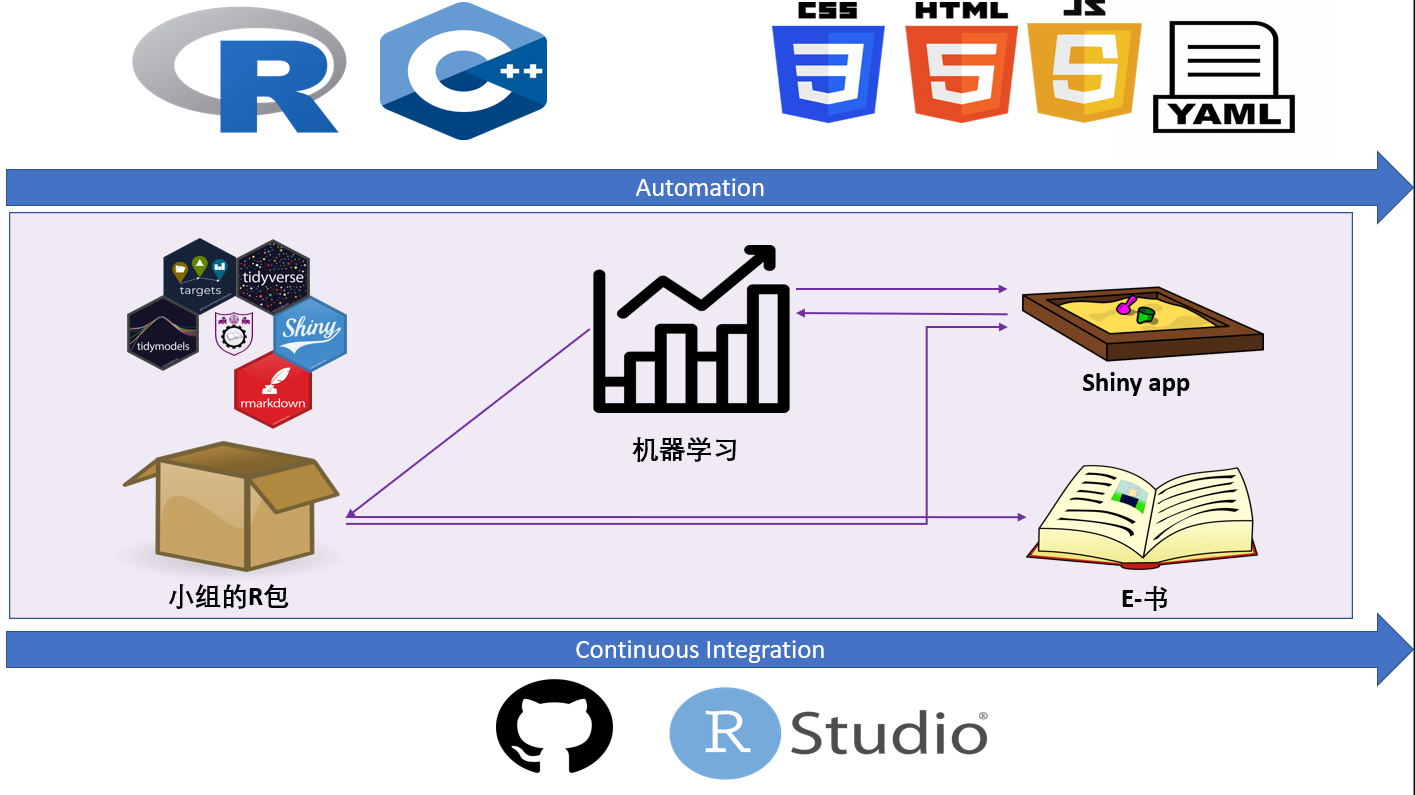 R
C ++
CSS
HTML
JS
YAML
Automation
targets
tidyverse
tidymodels
Shiny
rmarkdown
机器学习
Shiny app
小组的R包
E-书
Continuous Integration
R Studio®